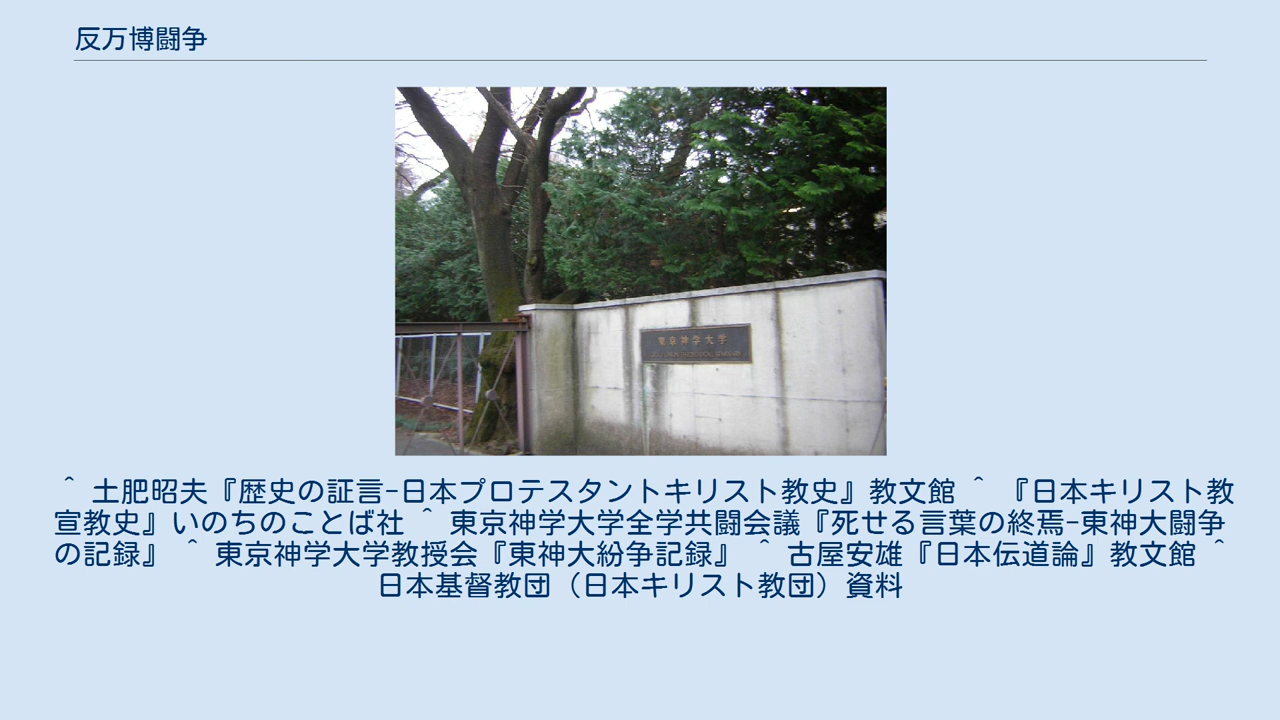 反万博闘争
東京神学大学
＾ 土肥昭夫『歴史の証言-日本プロテスタントキリスト教史』教文館 ＾ 『日本キリスト教
宣教史』いのちのことば社 ＾ 東京神学大学全学共闘会議『死せる言葉の終焉-東神大闘争
の記録』 ＾ 東京神学大学教授会『東神大紛争記録』 ＾ 古屋安雄『日本伝道論』教文館 ＾
日本基督教団（日本キリスト教団）資料